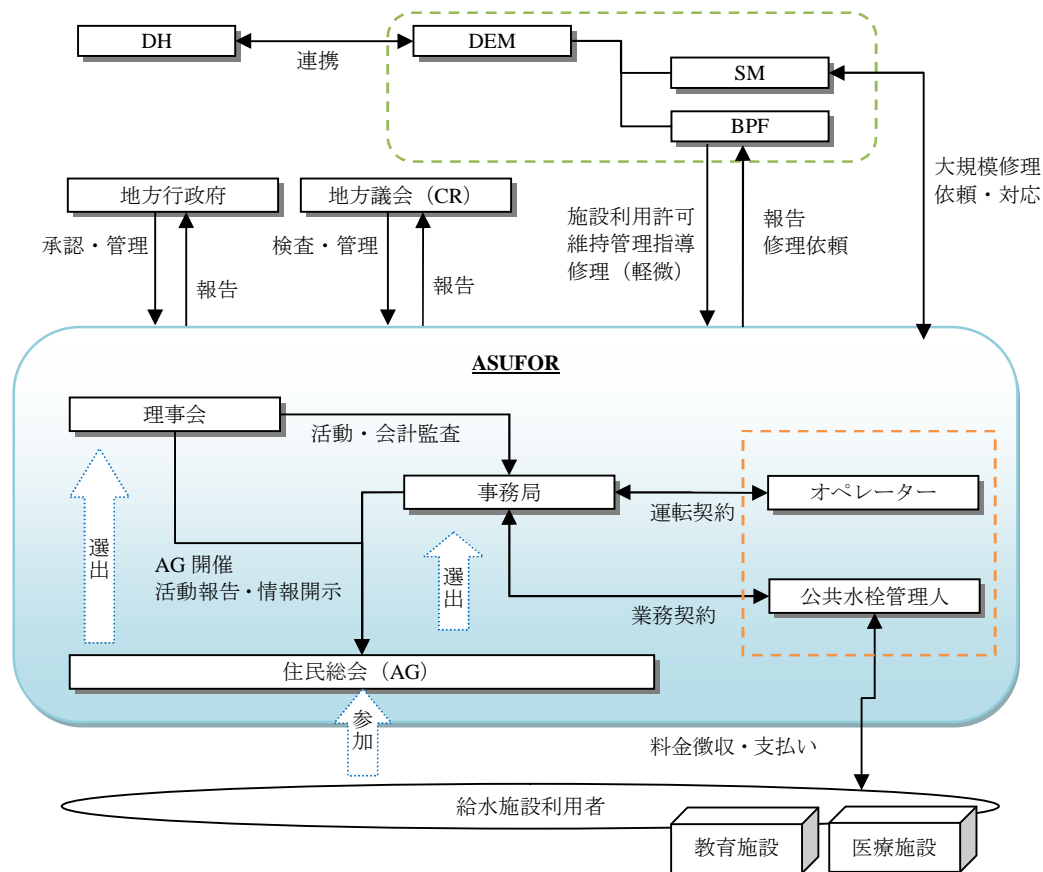 DH
DEM
連携
SM
BPF
大規模修理
依頼・対応
地方行政府
地方議会（CR）
施設利用許可
維持管理指導
修理（軽微）
報告
修理依頼
承認・管理
検査・管理
報告
報告
ASUFOR
理事会
活動・会計監査
事務局
オペレーター
運転契約
選出
AG 開催
活動報告・情報開示
選出
公共水栓管理人
業務契約
住民総会（AG）
参加
料金徴収・支払い
給水施設利用者
教育施設
医療施設